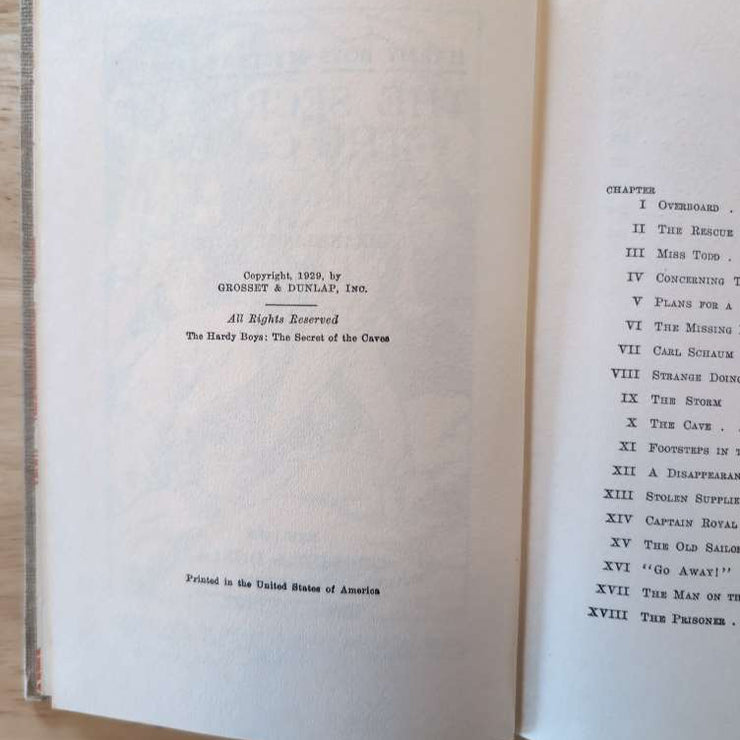 Copyright, 1929, by
GROSSET & DUNLAP, INC.
All Rights Reserved
The Hardy Boys: The Secret of the Caves
Printed in the United States of America
CHAPTER
I OVERBOARD .
II THE RESCUE
III MISS TODD .
IV CONCERNING
V PLANS FOR A
VI THE MISSING
VII CARL SCHAUM
VIII STRANGE
IX THE STORM
X THE CAVE .
XI FOOTSTEPS IN
XII A
XIII STOLEN
XIV CAPTAIN ROYAL
XV THE OLD
XVI "GO AWAY!"
XVII THE MAN ON
XVIII THE PRISONER .